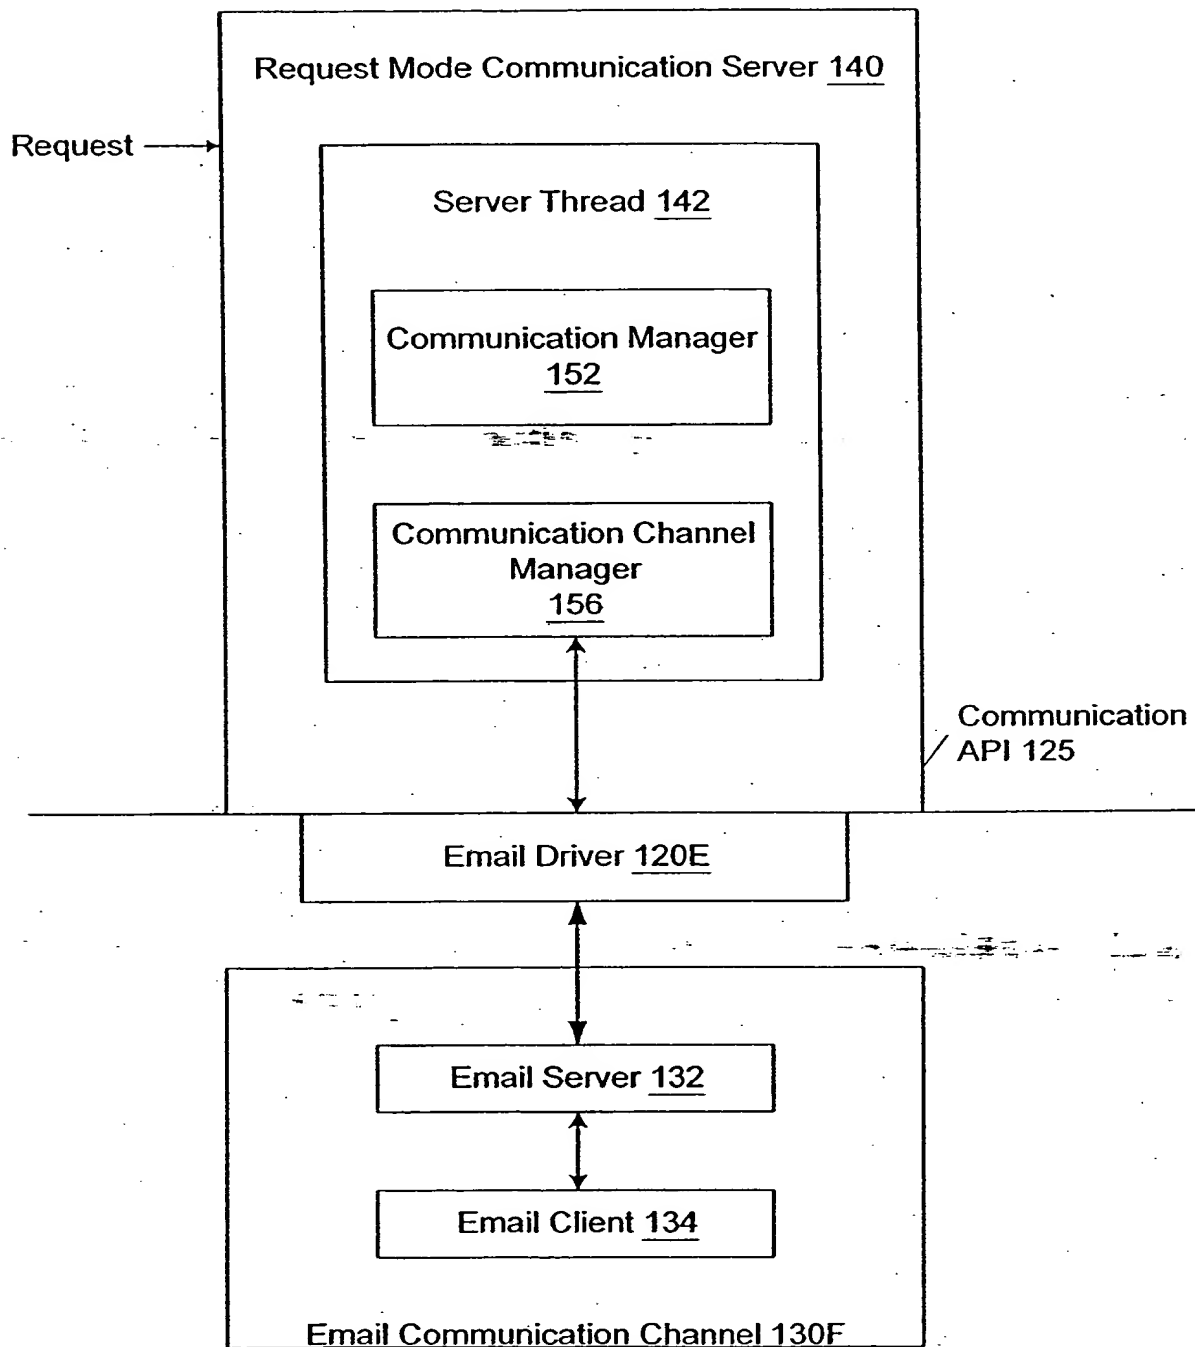 Request Mode Communication Server 140
Request
Server Thread 142
Communication Manager
152
Communication Channel
Manager
156
Communication
API 125
Email Driver 120E
Email Server 132
Email Client 134
Email Communication Channel 130F